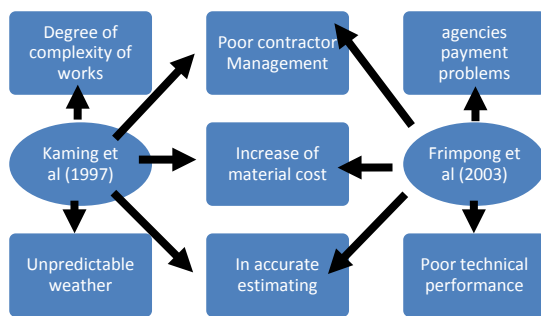 Degree of
complexity of
works
Poor contractor
Management
agencies
payment
problems
Kaming et
al (1997)
Increase of
material cost
Frimpong et
al (2003)
Unpredictable
weather
In accurate
estimating
Poor technical
performance